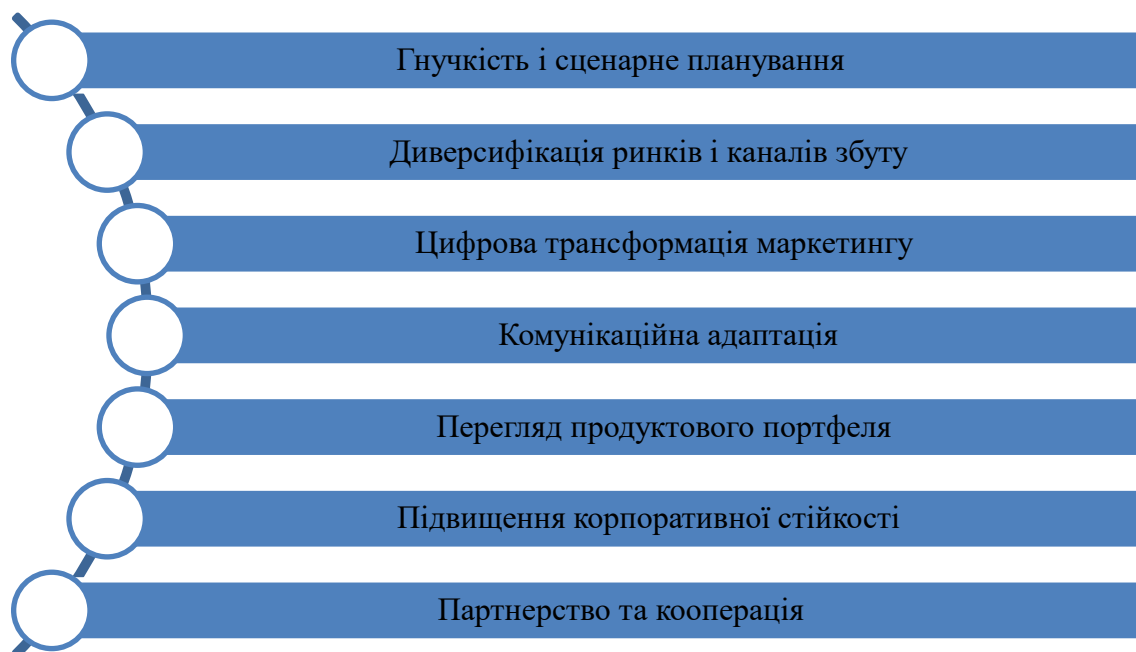 Гнучкість і сценарне планування
Диверсифікація ринків і каналів збуту
Цифрова трансформація маркетингу
Комунікаційна адаптація
Перегляд продуктового портфеля
Підвищення корпоративної стійкості
Партнерство та кооперація